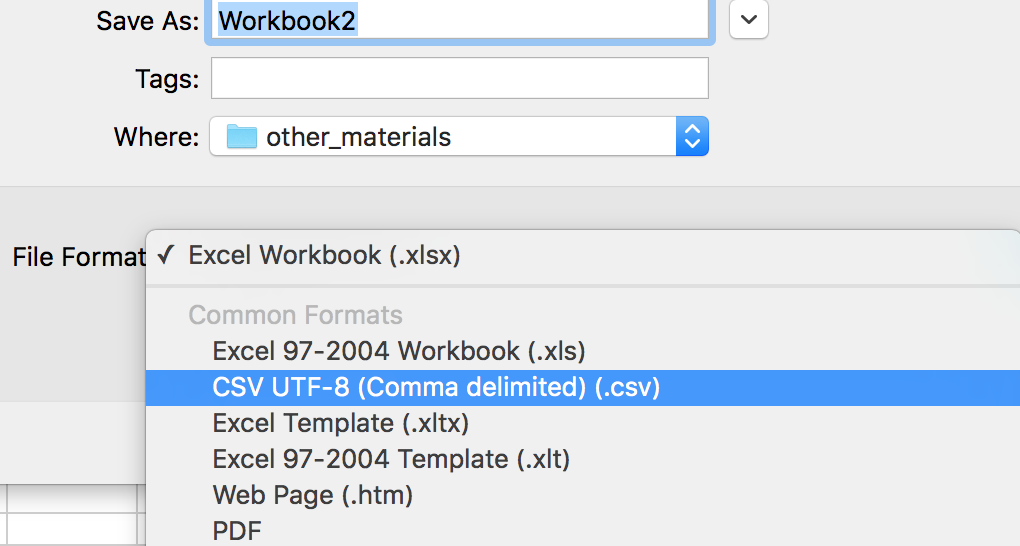 Save As: Workbook2
Tags:
Where: other_materials
File Format
✓ Excel Workbook (.xlsx)
Common Formats
Excel 97-2004 Workbook (.xls)
CSV UTF-8 (Comma delimited) (.csv)
Excel Template (.xltx)
Excel 97-2004 Template (.xlt)
Web Page (.htm)
PDF